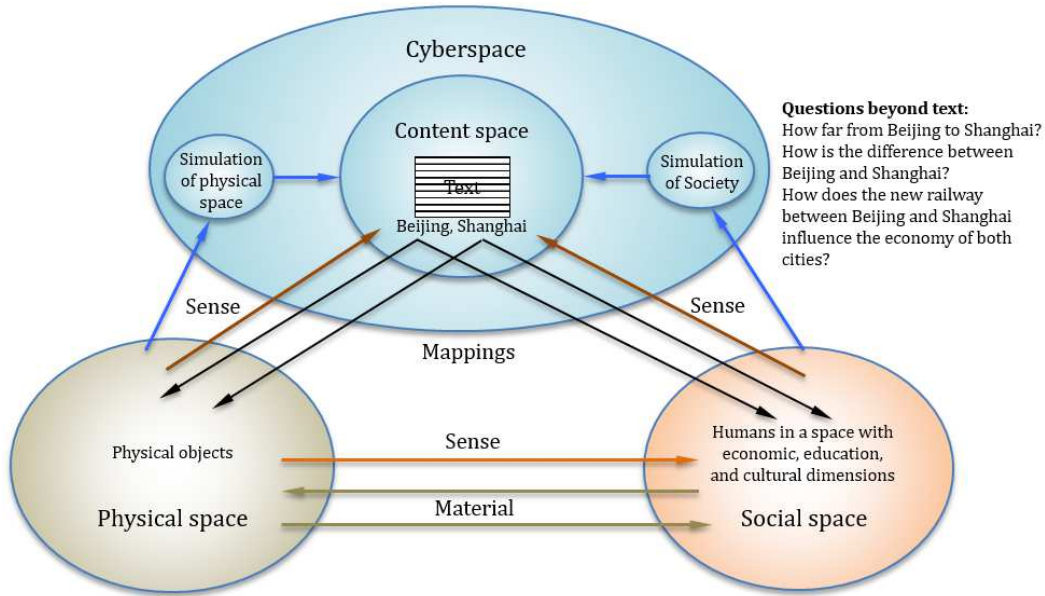 Cyberspace
Content space
Text
Beijing, Shanghai
Simulation
of physical
space
Simulation
of Society
Questions beyond text:
How far from Beijing to Shanghai?
How is the difference between
Beijing and Shanghai?
How does the new railway
between Beijing and Shanghai
influence the economy of both
cities?
Sense
Sense
Mappings
Physical objects
Physical space
Sense
Material
Humans in a space with
economic, education,
and cultural dimensions
Social space